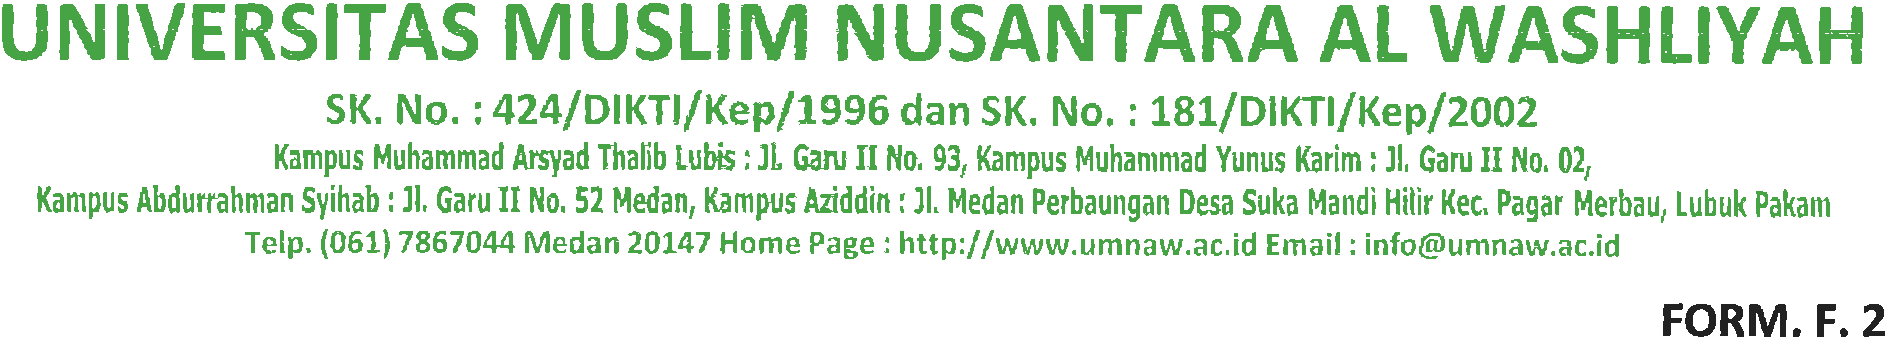 UNIVERSITAS MUSLIM NUSANTARA AL WASHLIYAH
SK. No. : 424/DIKTI/Kep/1996 dan SK. No. : 181/DIKTI/Kep/2002
Kampus Muhammad Arsyad Thalib Lubis : Jl. Garu II No. 93, Kampus Muhammad Yunus Karim : Jl. Garu II No. 02,
Kampus Abdurrahman Syihab : Jl. Garu II No. 52 Medan, Kampus Aziddin : Jl. Medan Perbaungan Desa Suka Mandi Hilir Kec. Pagar Merbau, Lubuk Pakam
Telp. (061) 7867044 Medan 20147 Home Page : http://www.umnaw.ac.id Email : info@umnaw.ac.id
FORM. F. 2